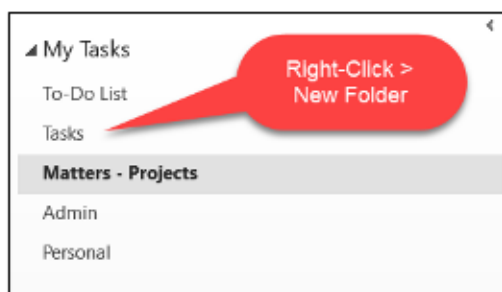 My Tasks
Right-Click >
New Folder
To-Do List
Tasks
Matters - Projects
Admin
Personal